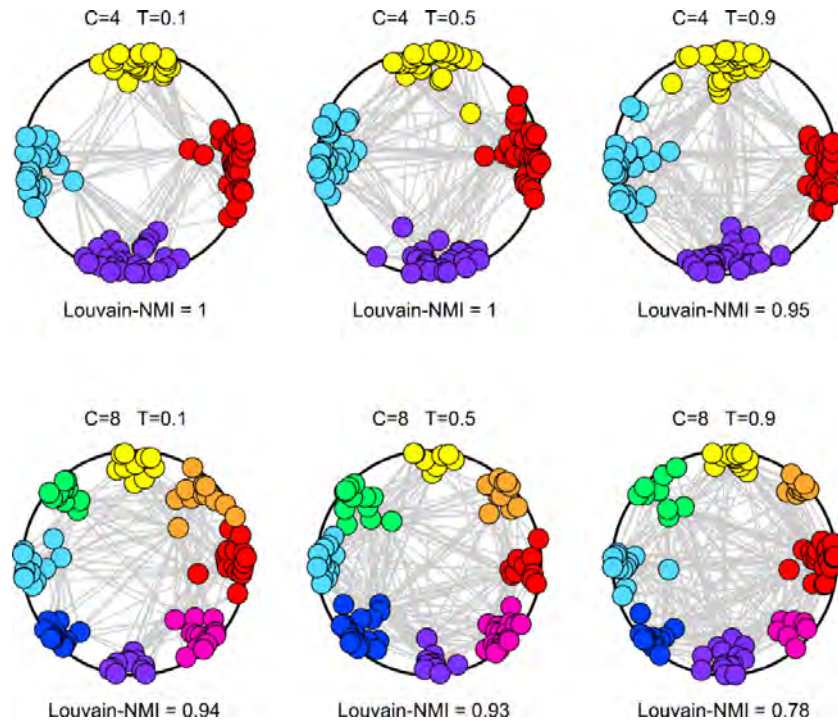 C=4 T=0.1
C=4 T=0.5
C=4 T=0.9
Louvain-NMI = 1
Louvain-NMI = 1
Louvain-NMI = 0.95
C=8 T=0.1
C=8 T=0.5
C=8 T=0.9
Louvain-NMI = 0.94
Louvain-NMI = 0.93
Louvain-NMI = 0.78